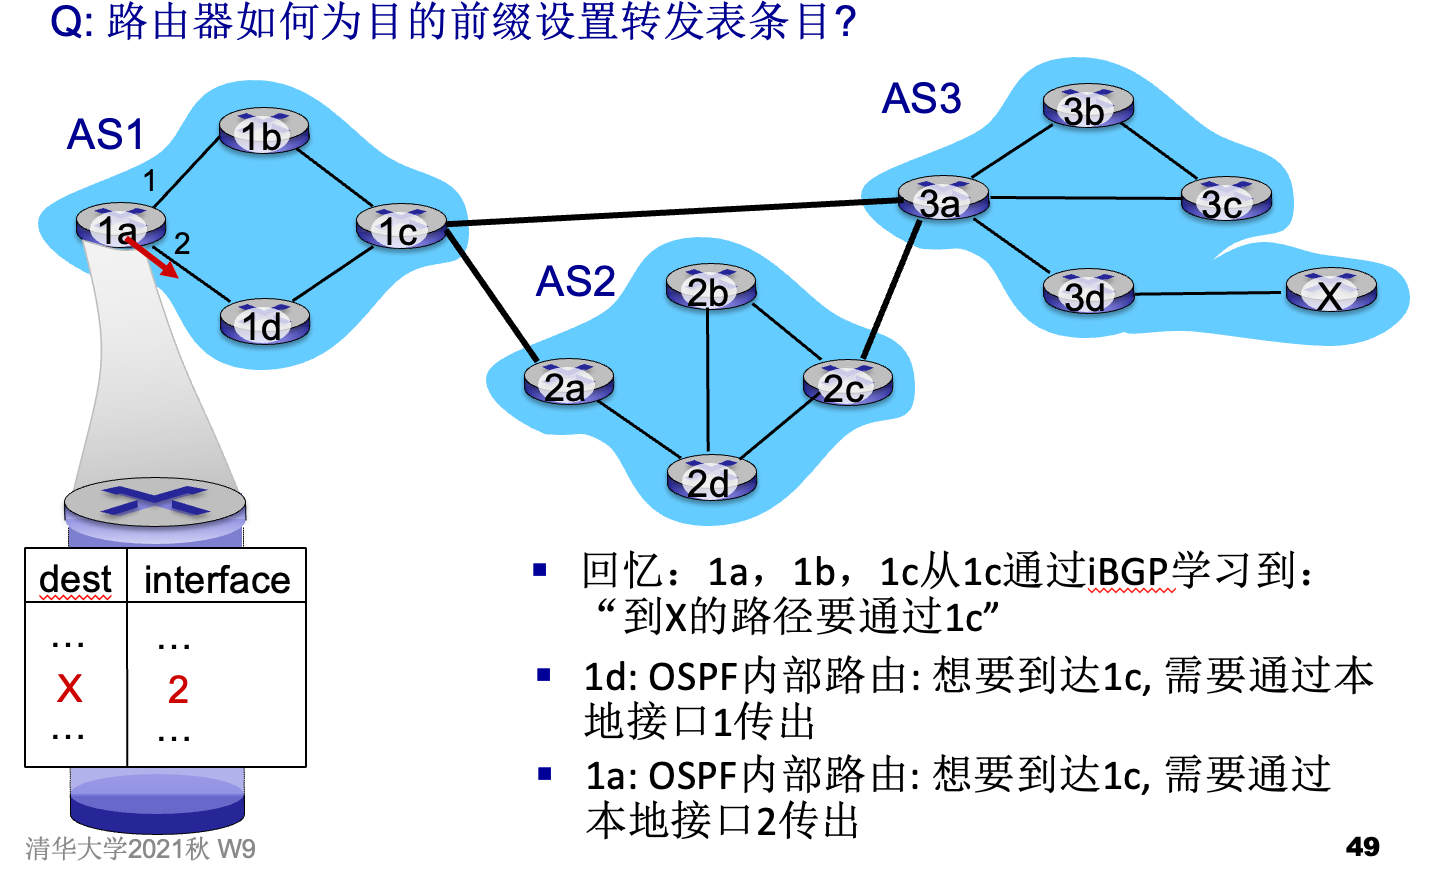 Q: 路由器如何为目的前缀设置转发表条目?
AS1
1b
1
1a
2
1c
1d
AS3
3b
3a
3c
3d
X
AS2
2b
2a
2c
2d
dest interface
... ...
X 2
... ...
▪ 回忆：1a，1b，1c从1c通过iBGP学习到：
“到X的路径要通过1c”
▪ 1d: OSPF内部路由: 想要到达1c, 需要通过本
地接口1传出
▪ 1a: OSPF内部路由: 想要到达1c, 需要通过
本地接口2传出
清华大学2021秋 W9
49